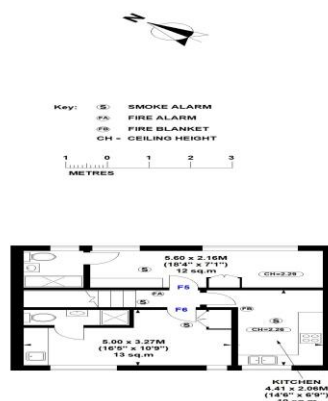 N
Key: S SMOKE ALARM
FA FIRE ALARM
FB FIRE BLANKET
CH = CEILING HEIGHT
1 0 1 2 3
METRES
5.60 x 2.16M
(18'4" x 7'1")
12 sq.m
S
CH=2.29
F5
FA
F6
FB
S
S
CH=2.26
5.00 x 3.27M
(16'5" x 10'9")
13 sq.m
S
KITCHEN
4.41 x 2.06M
(14'6" x 6'9")